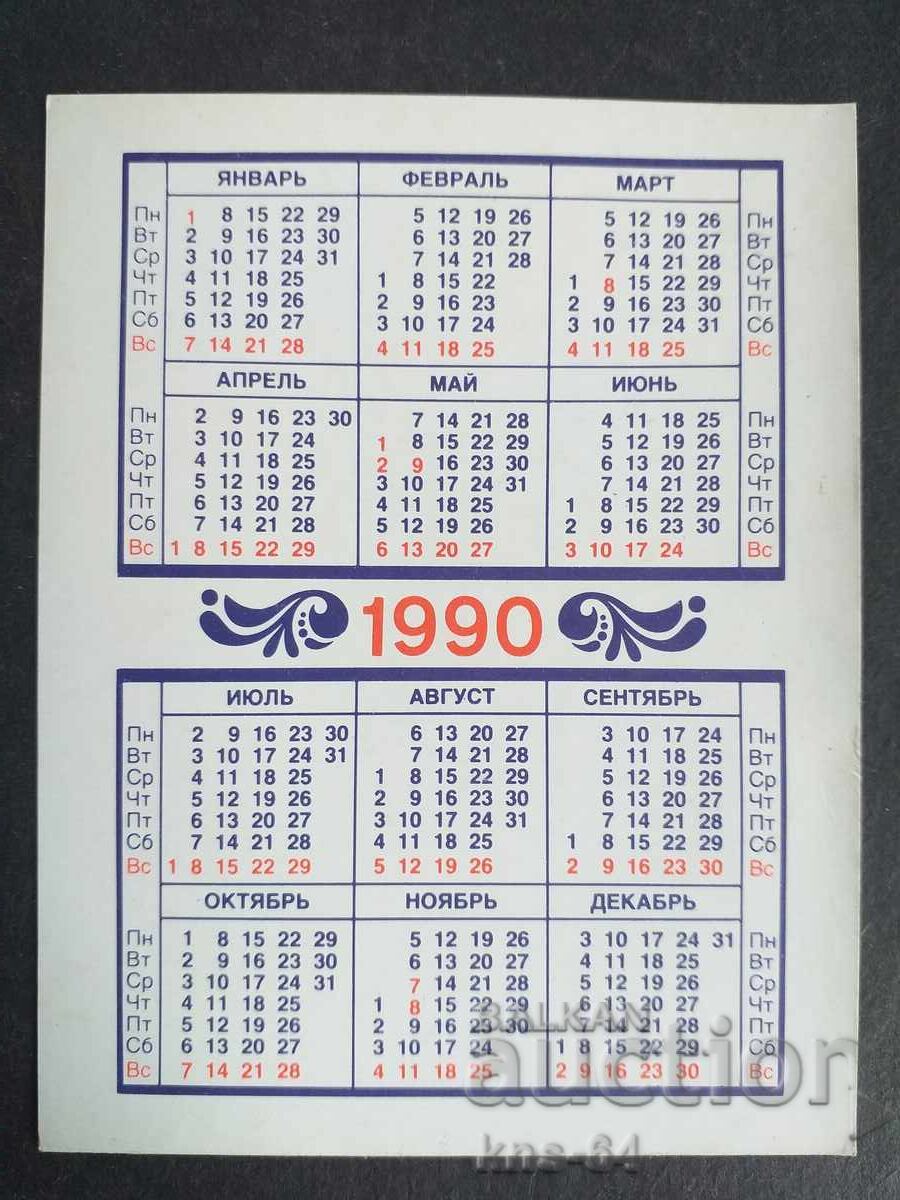 ЯНВАРЬ ФЕВРАЛЬ МАРТ
Пн 1 8 15 22 29 5 12 19 26 5 12 19 26 Пн
Вт 2 9 16 23 30 6 13 20 27 6 13 20 27 Вт
Ср 3 10 17 24 31 7 14 21 28 7 14 21 28 Ср
Чт 4 11 18 25 1 8 15 22 1 8 15 22 29 Чт
Пт 5 12 19 26 2 9 16 23 2 9 16 23 30 Пт
Сб 6 13 20 27 3 10 17 24 3 10 17 24 31 Сб
Вс 7 14 21 28 4 11 18 25 4 11 18 25 Вс
АПРЕЛЬ МАЙ ИЮНЬ
Пн 2 9 16 23 30 7 14 21 28 4 11 18 25 Пн
Вт 3 10 17 24 1 8 15 22 29 5 12 19 26 Вт
Ср 4 11 18 25 2 9 16 23 30 6 13 20 27 Ср
Чт 5 12 19 26 3 10 17 24 31 7 14 21 28 Чт
Пт 6 13 20 27 4 11 18 25 1 8 15 22 29 Пт
Сб 7 14 21 28 5 12 19 26 2 9 16 23 30 Сб
Вс 1 8 15 22 29 6 13 20 27 3 10 17 24 Вс
1990
ИЮЛЬ АВГУСТ СЕНТЯБРЬ
Пн 2 9 16 23 30 6 13 20 27 3 10 17 24 Пн
Вт 3 10 17 24 31 7 14 21 28 4 11 18 25 Вт
Ср 4 11 18 25 1 8 15 22 29 5 12 19 26 Ср
Чт 5 12 19 26 2 9 16 23 30 6 13 20 27 Чт
Пт 6 13 20 27 3 10 17 24 31 7 14 21 28 Пт
Сб 7 14 21 28 4 11 18 25 1 8 15 22 29 Сб
Вс 1 8 15 22 29 5 12 19 26 2 9 16 23 30 Вс
ОКТЯБРЬ НОЯБРЬ ДЕКАБРЬ
Пн 1 8 15 22 29 5 12 19 26 3 10 17 24 31 Пн
Вт 2 9 16 23 30 6 13 20 27 4 11 18 25 Вт
Ср 3 10 17 24 31 7 14 21 28 5 12 19 26 Ср
Чт 4 11 18 25 1 8 15 22 29 6 13 20 27 Чт
Пт 5 12 19 26 2 9 16 23 30 7 14 21 28 Пт
Сб 6 13 20 27 3 10 17 24 1 8 15 22 29 Сб
Вс 7 14 21 28 4 11 18 25 2 9 16 23 30 Вс
BALKAN
auction
kns-64